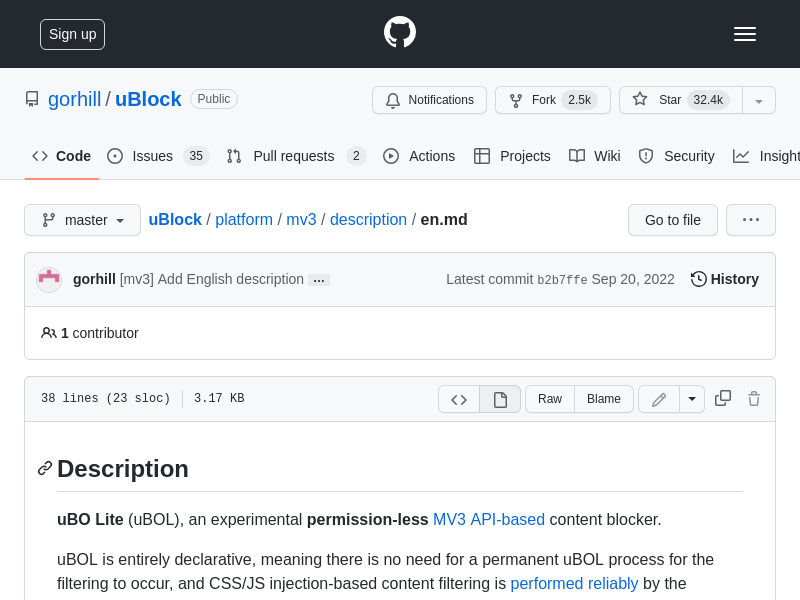 Sign up
gorhill / uBlock Public
Notifications Fork 2.5k Star 32.4k
Code Issues 35 Pull requests 2 Actions Projects Wiki Security Insight
master uBlock / platform / mv3 / description / en.md Go to file ...
gorhill [mv3] Add English description ... Latest commit b2b7ffe Sep 20, 2022 History
1 contributor
38 lines (23 sloc) 3.17 KB Raw Blame
Description
uBO Lite (uBOL), an experimental permission-less MV3 API-based content blocker.
uBOL is entirely declarative, meaning there is no need for a permanent uBOL process for the
filtering to occur, and CSS/JS injection-based content filtering is performed reliably by the